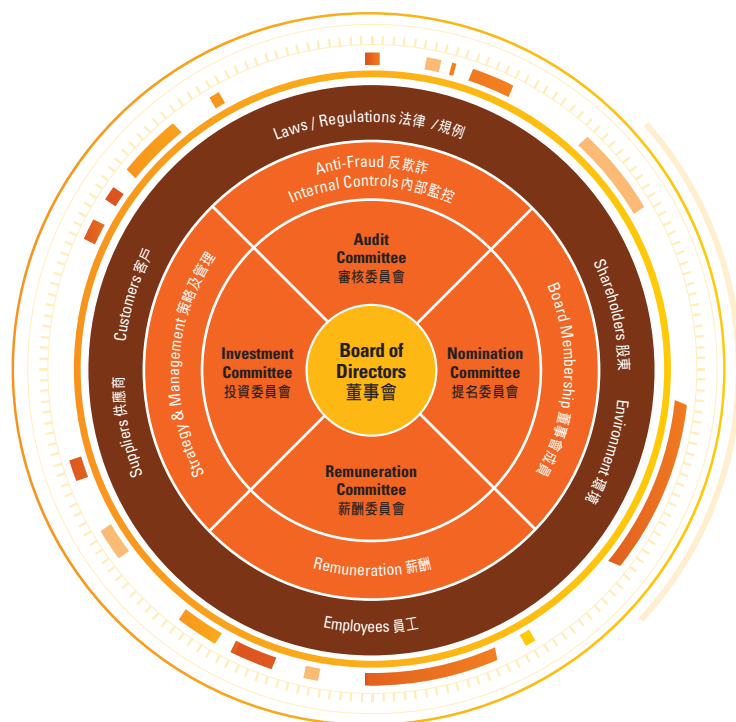 Laws / Regulations 法律 /規例
Anti-Fraud 反欺詐
Internal Controls 內部監控
Audit
Committee
審核委員會
Customers 客戶
Suppliers 供應商
Strategy & Management 策略及管理
Investment
Committee
投資委員會
Board of
Directors
董事會
Nomination
Committee
提名委員會
Board Membership 董事會成員
Shareholders 股東
Environment 環境
Remuneration
Committee
薪酬委員會
Remuneration 薪酬
Employees 員工